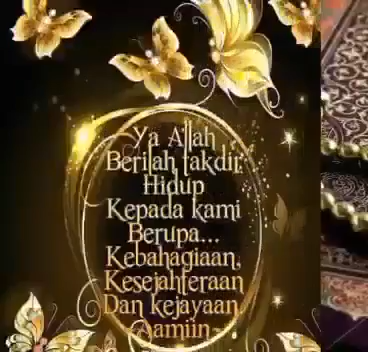 Ya Allah
Berilah takdir
Hidup
Kepada kami
Berupa...
Kebahagiaan,
Kesejahteraan
Dan kejayaan,
Aamiin~